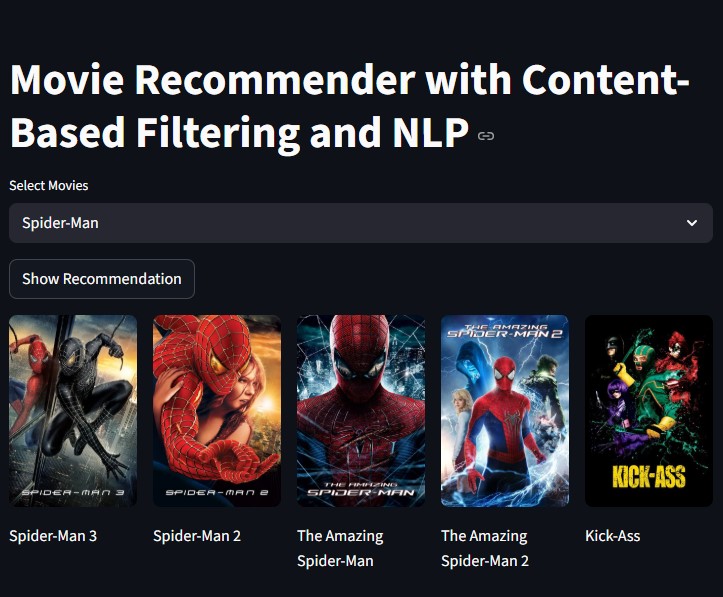 Movie Recommender with Content-
Based Filtering and NLP
Select Movies
Spider-Man
Show Recommendation
SPIDER-MAN 3
SPIDER-MAN 2
THE AMAZING
SPIDER-MAN
THE AMAZING
SPIDER-MAN 2
KICK-ASS
Spider-Man 3
Spider-Man 2
The Amazing
Spider-Man
The Amazing
Spider-Man 2
Kick-Ass